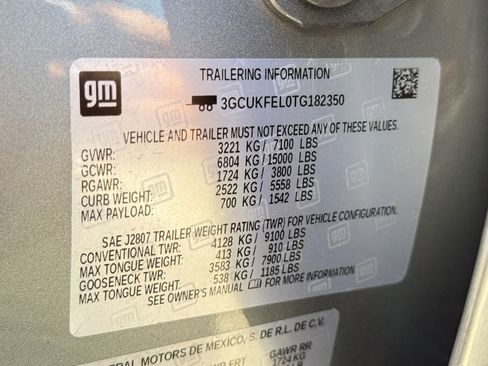 gm
TRAILERING INFORMATION
3GCUKFEL0TG182350
VEHICLE AND TRAILER MUST NOT EXCEED ANY OF THESE VALUES.
GVWR: 3221 KG/ 7100 LBS
GCWR: 6804 KG/15000 LBS
RGAWR: 1724 KG/ 3800 LBS
CURB WEIGHT: 2522 KG/ 5558 LBS
MAX PAYLOAD: 700 KG/ 1542 LBS
SAE J2807 TRAILER WEIGHT RATING (TWR) FOR VEHICLE CONFIGURATION.
CONVENTIONAL TWR: 4128 KG/ 9100 LBS
MAX TONGUE WEIGHT: 413 KG/ 910 LBS
GOOSENECK TWR: 3583 KG/ 7900 LBS
MAX TONGUE WEIGHT: 538 KG/ 1185 LBS
SEE OWNER'S MANUAL FOR MORE INFORMATION
MOTORS DE MEXICO, S. DE R.L. DE C.V.
GAWR RR
FRT 1724 KG